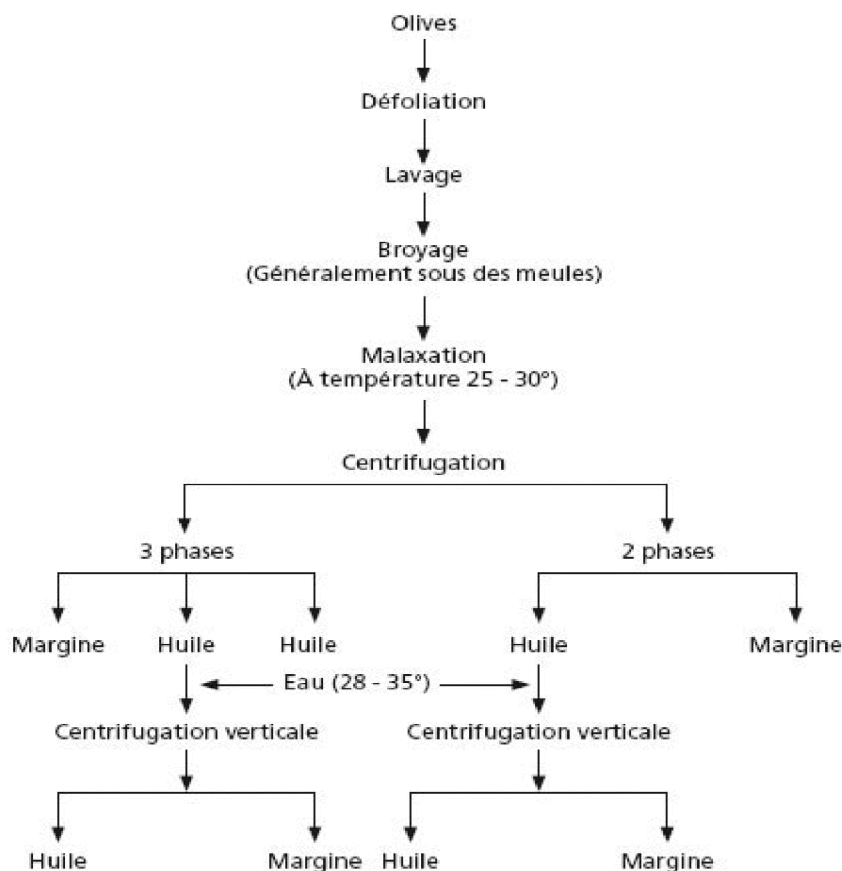 Olives
Défoliation
Lavage
Broyage
(Généralement sous des meules)
Malaxation
(À température 25 - 30°)
Centrifugation
3 phases
2 phases
Margine
Huile
Huile
Huile
Margine
Eau (28 - 35°)
Centrifugation verticale
Centrifugation verticale
Huile
Margine
Huile
Margine